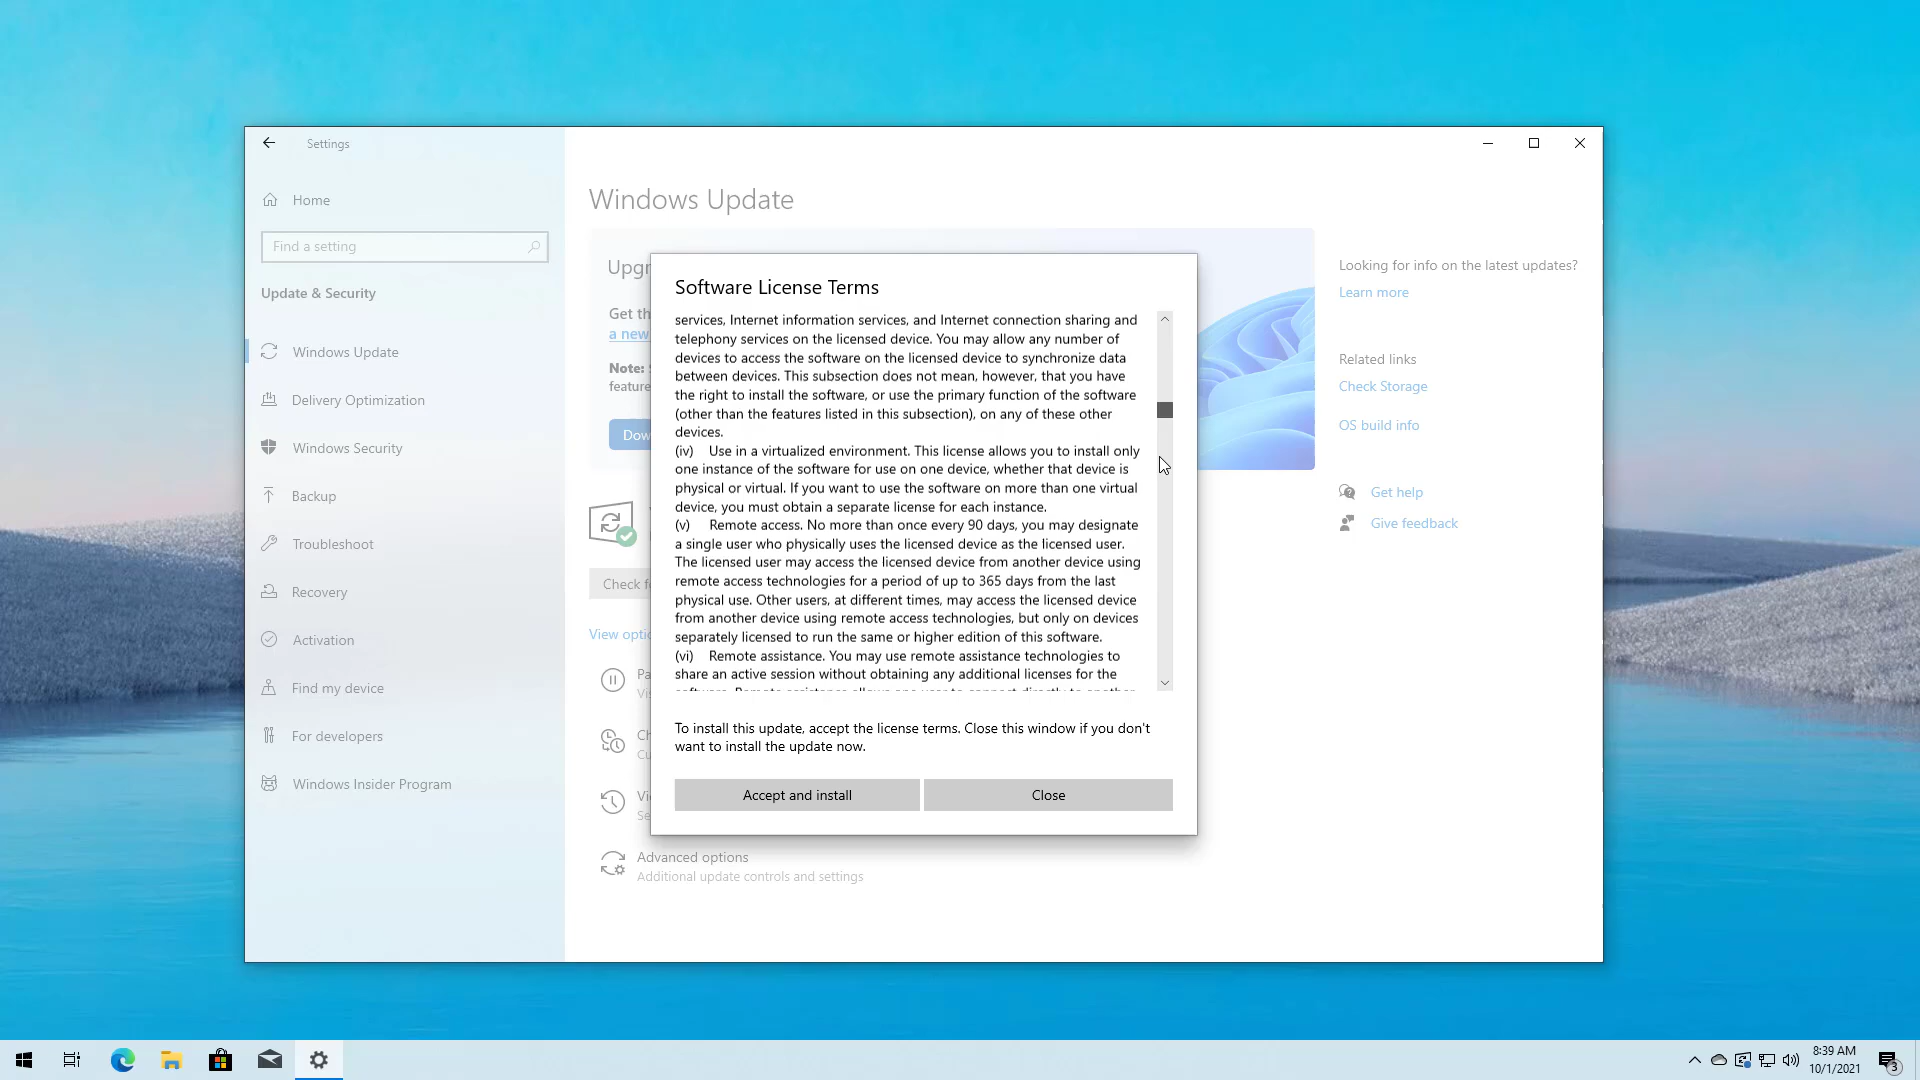 Settings
Home
Find a setting
Update & Security
Windows Update
Delivery Optimization
Windows Security
Backup
Troubleshoot
Recovery
Activation
Find my device
For developers
Windows Insider Program
Windows Update
Upgr
Get th
a new
Note:
feature
Dow
Check f
View optio
Pa
Vis
Ch
Cu
Vi
Se
Advanced options
Additional update controls and settings
Software License Terms
services, Internet information services, and Internet connection sharing and
telephony services on the licensed device. You may allow any number of
devices to access the software on the licensed device to synchronize data
between devices. This subsection does not mean, however, that you have
the right to install the software, or use the primary function of the software
(other than the features listed in this subsection), on any of these other
devices.
(iv) Use in a virtualized environment. This license allows you to install only
one instance of the software for use on one device, whether that device is
physical or virtual. If you want to use the software on more than one virtual
device, you must obtain a separate license for each instance.
(v) Remote access. No more than once every 90 days, you may designate
a single user who physically uses the licensed device as the licensed user.
The licensed user may access the licensed device from another device using
remote access technologies for a period of up to 365 days from the last
physical use. Other users, at different times, may access the licensed device
from another device using remote access technologies, but only on devices
separately licensed to run the same or higher edition of this software.
(vi) Remote assistance. You may use remote assistance technologies to
share an active session without obtaining any additional licenses for the
software. Remote assistance allows one user to connect directly to another
To install this update, accept the license terms. Close this window if you don't
want to install the update now.
Accept and install
Close
Looking for info on the latest updates?
Learn more
Related links
Check Storage
OS build info
Get help
Give feedback
8:39 AM
10/1/2021
3